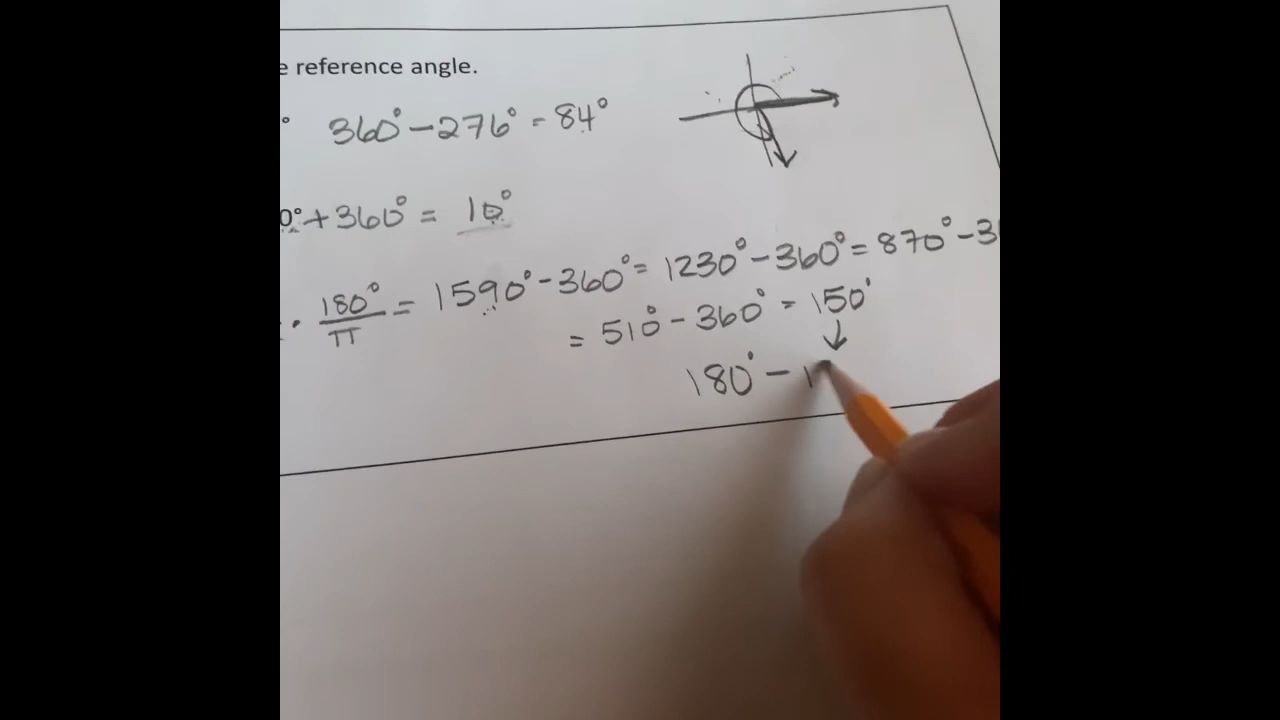 e reference angle.
° 360° - 276° = 84°
0° + 360° = 10°
· 180°/π = 1590° - 360° = 1230° - 360° = 870° - 3
= 510° - 360° = 150°
↓
180° - 1